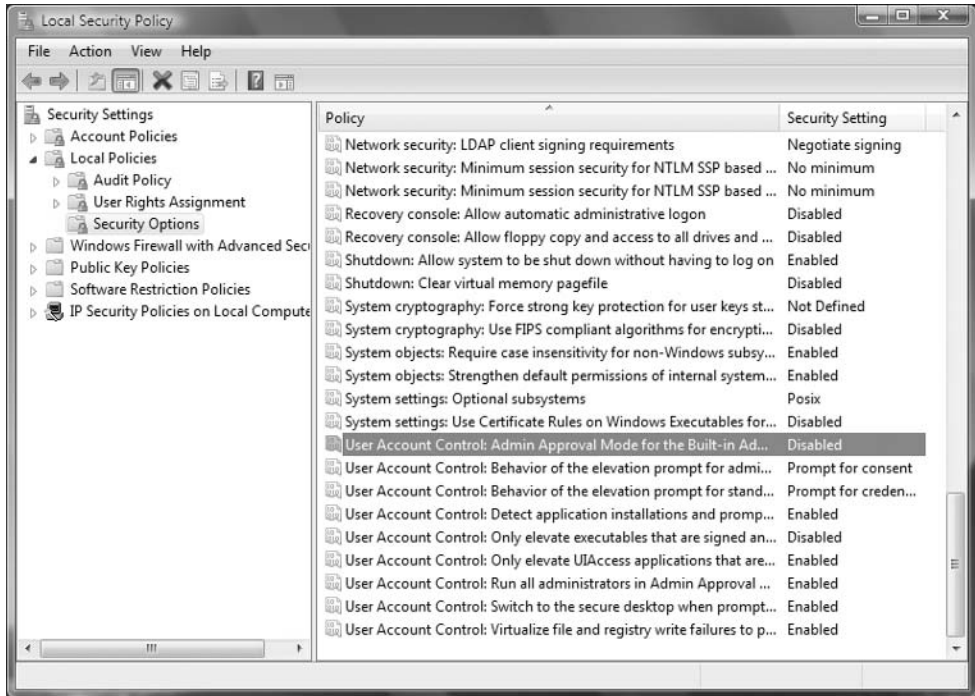 Local Security Policy
File Action View Help
Security Settings
Account Policies
Local Policies
Audit Policy
User Rights Assignment
Security Options
Windows Firewall with Advanced Secu
Public Key Policies
Software Restriction Policies
IP Security Policies on Local Compute
Policy Security Setting
Network security: LDAP client signing requirements Negotiate signing
Network security: Minimum session security for NTLM SSP based ... No minimum
Network security: Minimum session security for NTLM SSP based ... No minimum
Recovery console: Allow automatic administrative logon Disabled
Recovery console: Allow floppy copy and access to all drives and ... Disabled
Shutdown: Allow system to be shut down without having to log on Enabled
Shutdown: Clear virtual memory pagefile Disabled
System cryptography: Force strong key protection for user keys st... Not Defined
System cryptography: Use FIPS compliant algorithms for encrypti... Disabled
System objects: Require case insensitivity for non-Windows subsy... Enabled
System objects: Strengthen default permissions of internal system... Enabled
System settings: Optional subsystems Posix
System settings: Use Certificate Rules on Windows Executables for... Disabled
User Account Control: Admin Approval Mode for the Built-in Ad... Disabled
User Account Control: Behavior of the elevation prompt for admi... Prompt for consent
User Account Control: Behavior of the elevation prompt for stand... Prompt for creden...
User Account Control: Detect application installations and promp... Enabled
User Account Control: Only elevate executables that are signed an... Disabled
User Account Control: Only elevate UIAccess applications that are... Enabled
User Account Control: Run all administrators in Admin Approval ... Enabled
User Account Control: Switch to the secure desktop when prompt... Enabled
User Account Control: Virtualize file and registry write failures to p... Enabled